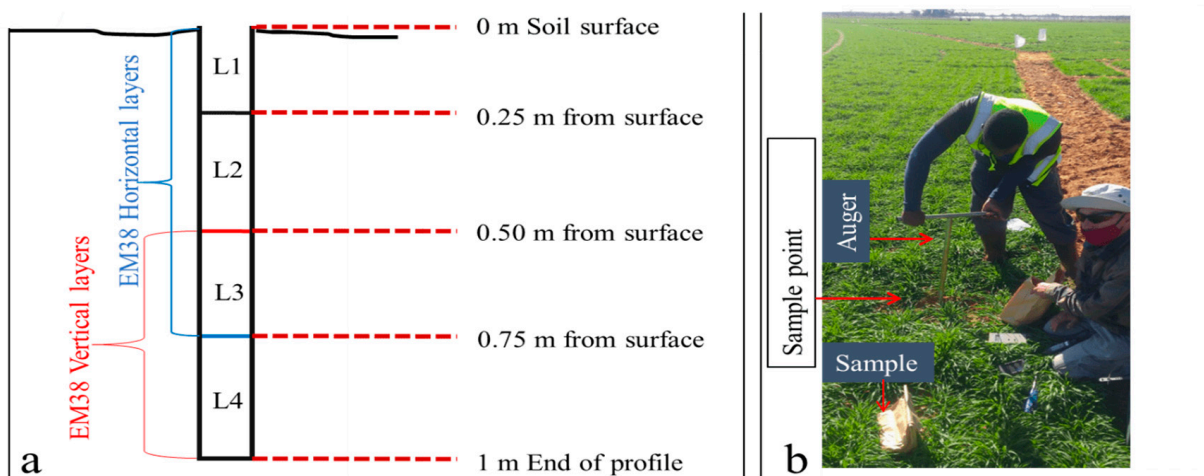 0 m Soil surface
L1
0.25 m from surface
L2
0.50 m from surface
L3
0.75 m from surface
L4
1 m End of profile
EM38 Horizontal layers
EM38 Vertical layers
a
Sample point
Auger
Sample
b